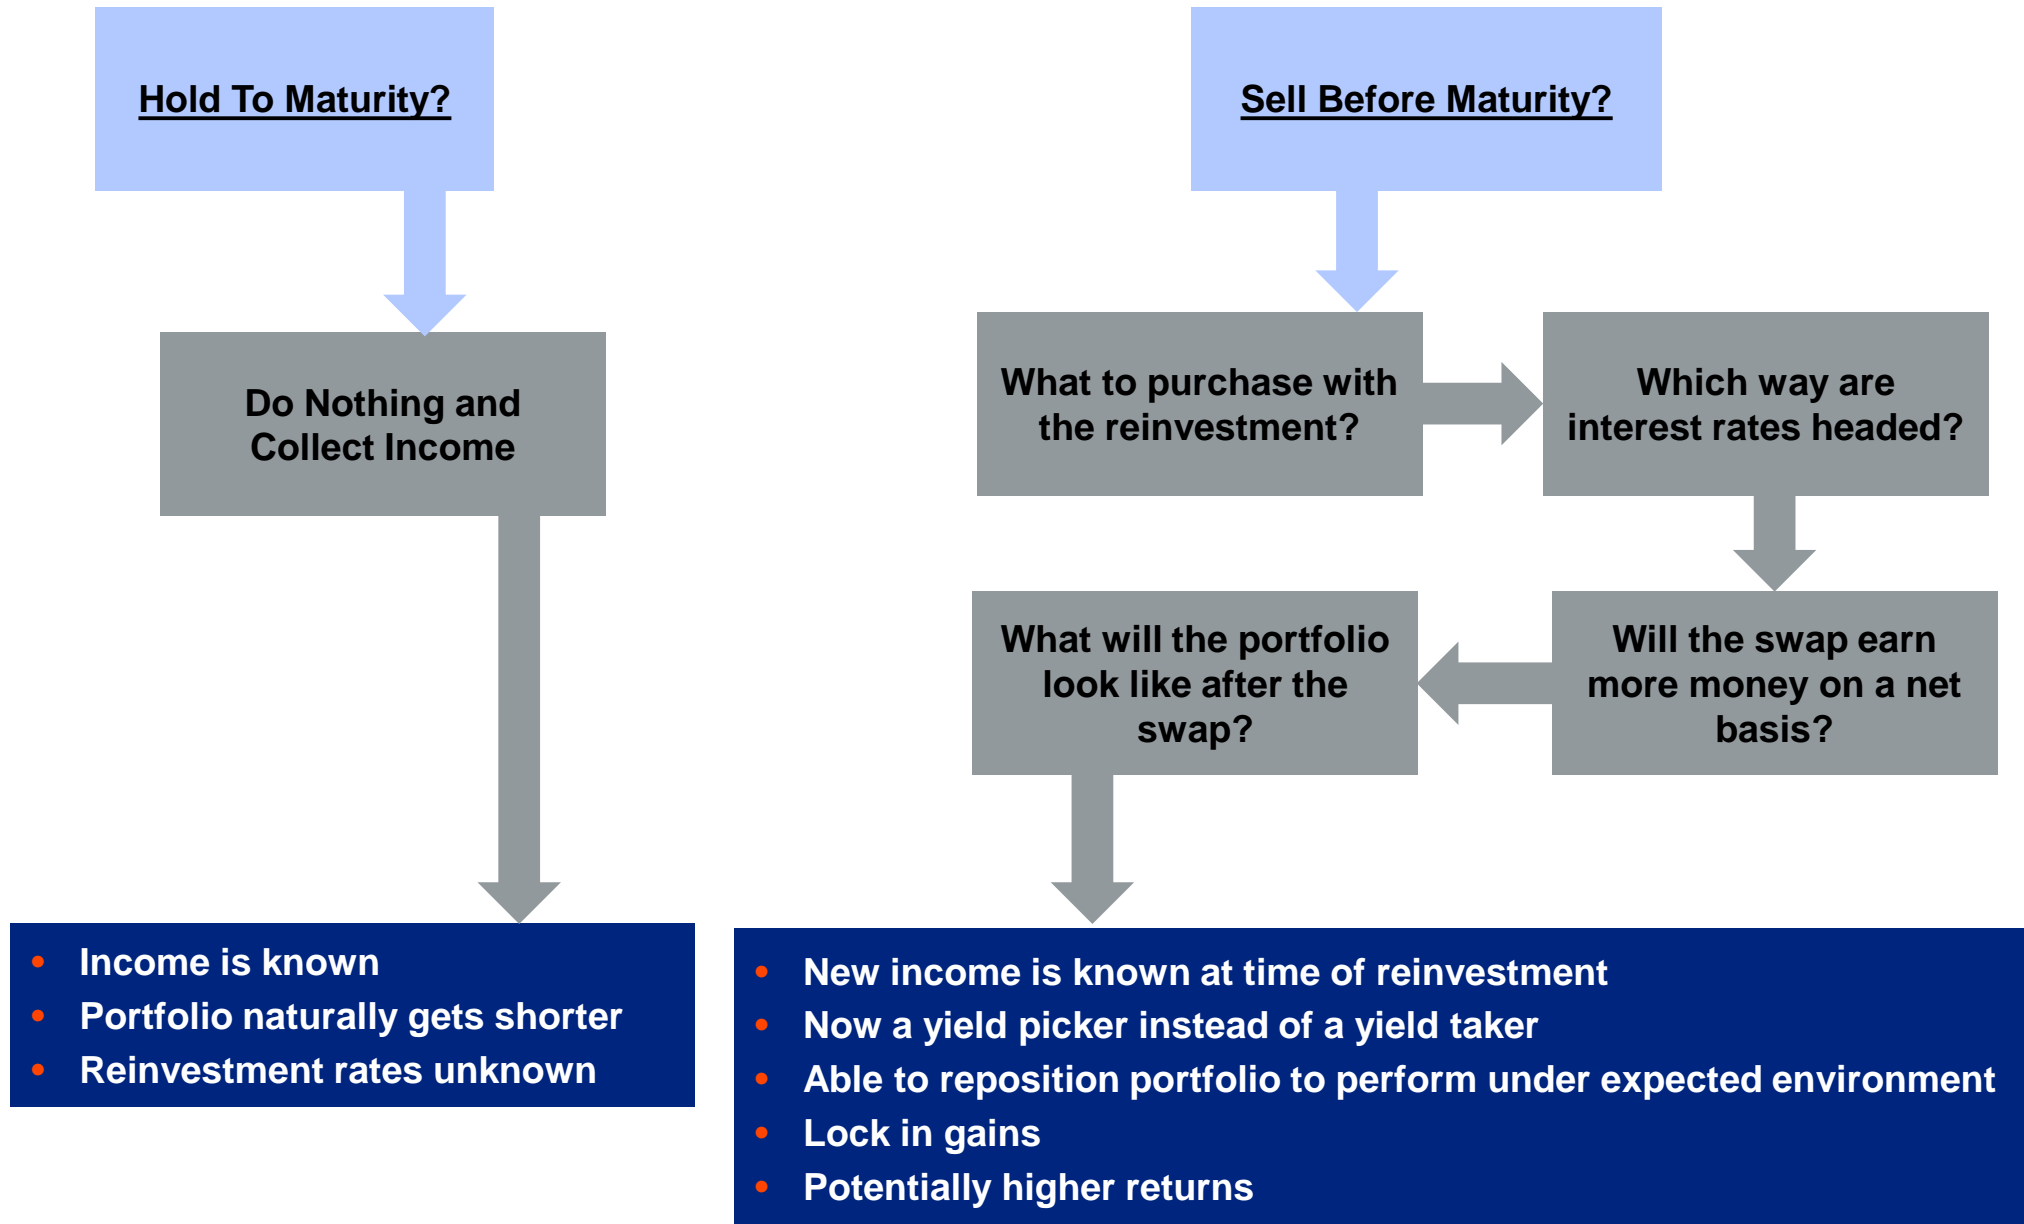 Hold To Maturity?
Sell Before Maturity?
Do Nothing and
Collect Income
What to purchase with
the reinvestment?
Which way are
interest rates headed?
Will the swap earn
more money on a net
basis?
What will the portfolio
look like after the
swap?
• Income is known
• Portfolio naturally gets shorter
• Reinvestment rates unknown
• New income is known at time of reinvestment
• Now a yield picker instead of a yield taker
• Able to reposition portfolio to perform under expected environment
• Lock in gains
• Potentially higher returns